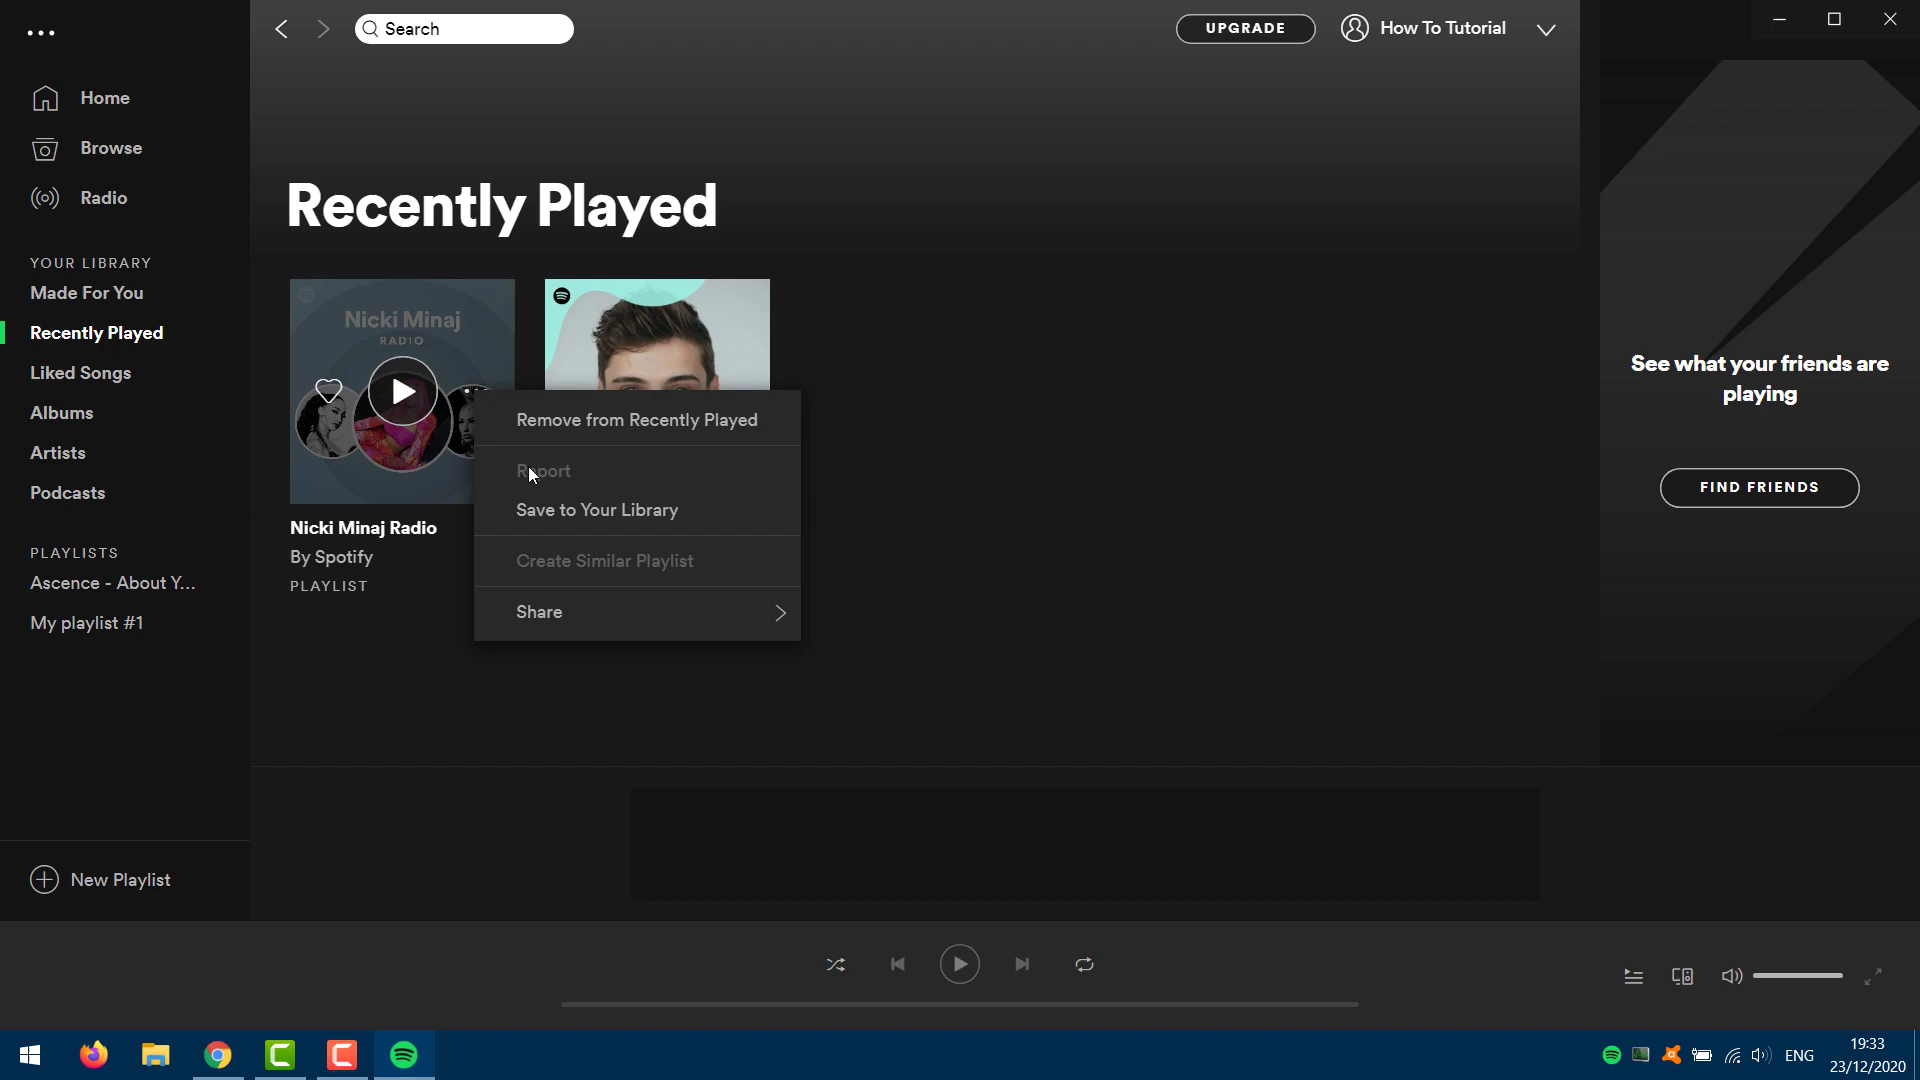 Search
UPGRADE
How To Tutorial
Home
Browse
Radio
YOUR LIBRARY
Made For You
Recently Played
Liked Songs
Albums
Artists
Podcasts
PLAYLISTS
Ascence - About Y...
My playlist #1
New Playlist
Recently Played
Nicki Minaj
RADIO
Nicki Minaj Radio
By Spotify
PLAYLIST
Remove from Recently Played
Report
Save to Your Library
Create Similar Playlist
Share
See what your friends are
playing
FIND FRIENDS
ENG
19:33
23/12/2020